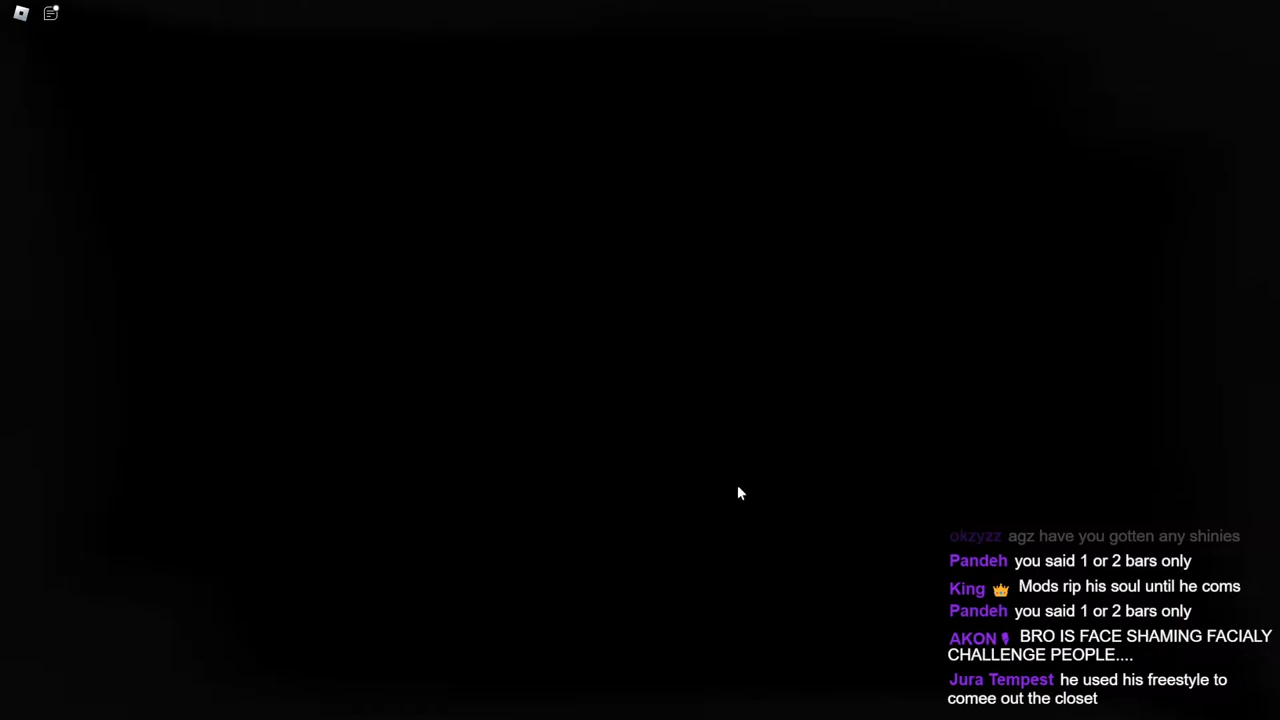 okzyzz agz have you gotten any shinies
Pandeh you said 1 or 2 bars only
King Mods rip his soul until he coms
Pandeh you said 1 or 2 bars only
AKON BRO IS FACE SHAMING FACIALY
CHALLENGE PEOPLE....
Jura Tempest he used his freestyle to
comee out the closet